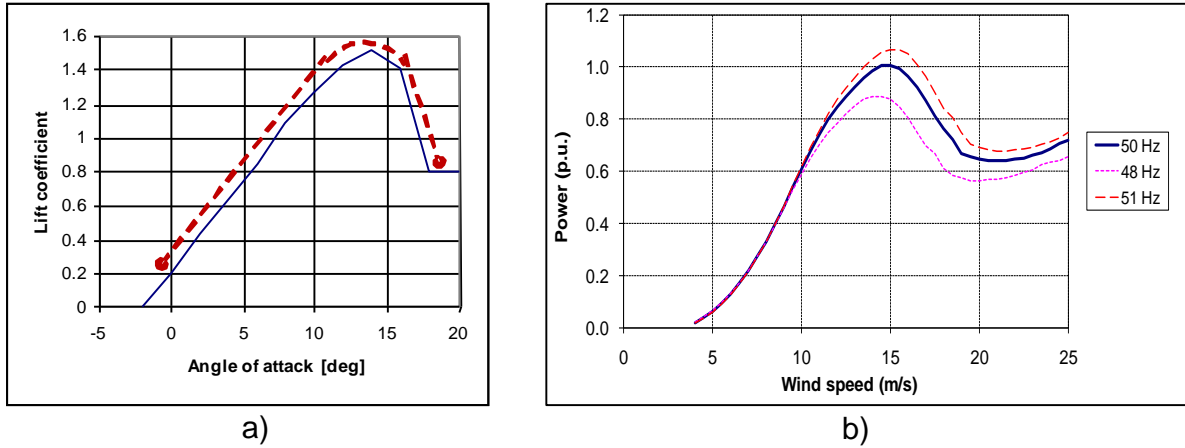 1.6
1.4
1.2
1
0.8
0.6
0.4
0.2
0
-5 0 5 10 15 20
Lift coefficient
Angle of attack [deg]
a)
1.2
1.0
0.8
0.6
0.4
0.2
0.0
0 5 10 15 20 25
Power (p.u.)
Wind speed (m/s)
50 Hz
48 Hz
51 Hz
b)